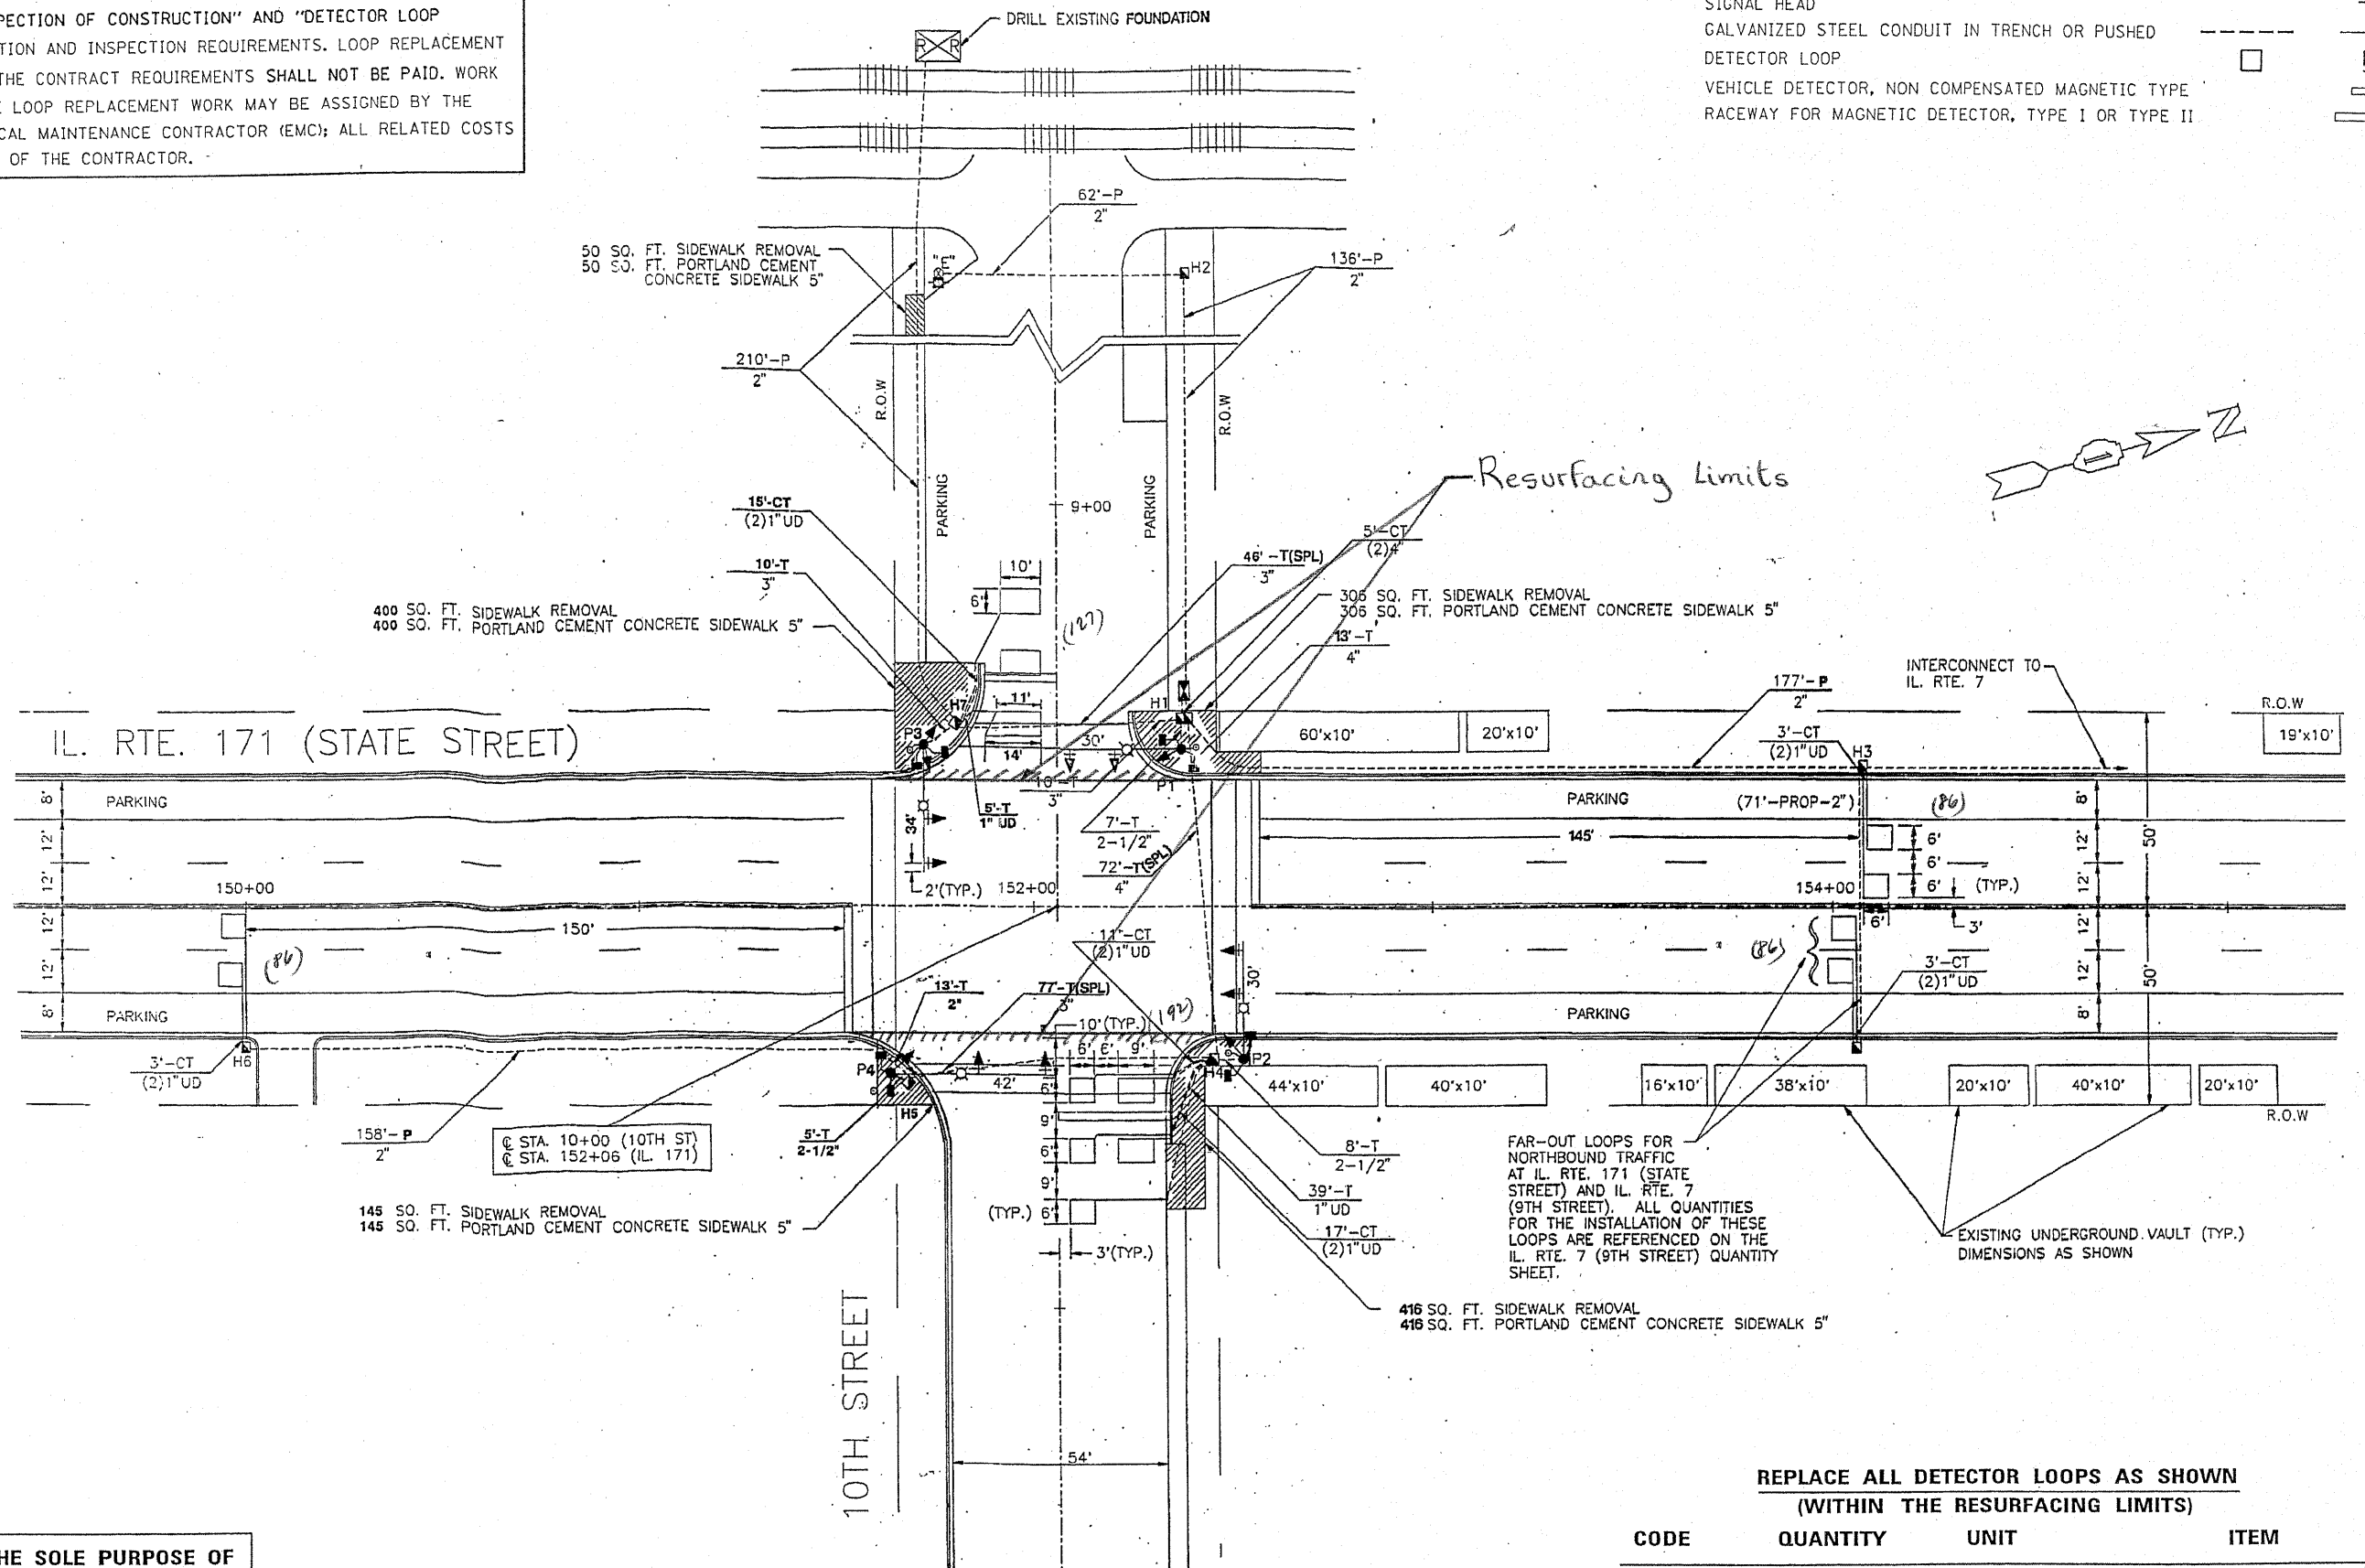 PECTION OF CONSTRUCTION" AND "DETECTOR LOOP
TION AND INSPECTION REQUIREMENTS. LOOP REPLACEMENT
THE CONTRACT REQUIREMENTS SHALL NOT BE PAID. WORK
LOOP REPLACEMENT WORK MAY BE ASSIGNED BY THE
CAL MAINTENANCE CONTRACTOR (EMC); ALL RELATED COSTS
OF THE CONTRACTOR.
DRILL EXISTING FOUNDATION
R R
SIGNAL HEAD
GALVANIZED STEEL CONDUIT IN TRENCH OR PUSHED
DETECTOR LOOP
VEHICLE DETECTOR, NON COMPENSATED MAGNETIC TYPE
RACEWAY FOR MAGNETIC DETECTOR, TYPE I OR TYPE II
62'-P
2"
50 SQ. FT. SIDEWALK REMOVAL
50 SQ. FT. PORTLAND CEMENT
CONCRETE SIDEWALK 5"
"E"
H2
136'-P
2"
210'-P
2"
R.O.W
R.O.W
PARKING
PARKING
9+00
N
1
Resurfacing Limits
15'-CT
(2)1"UD
10'-T
3"
10'
6'
(127)
46'-T(SPL)
3"
5'-CT
(2)4"
400 SQ. FT. SIDEWALK REMOVAL
400 SQ. FT. PORTLAND CEMENT CONCRETE SIDEWALK 5"
306 SQ. FT. SIDEWALK REMOVAL
306 SQ. FT. PORTLAND CEMENT CONCRETE SIDEWALK 5"
13'-T
4"
INTERCONNECT TO
IL. RTE. 7
177'-P
2"
R.O.W
IL. RTE. 171 (STATE STREET)
H7
P3
11'
14'
30'
H1
P1
60'x10'
20'x10'
3'-CT
(2)1"UD
H3
19'x10'
10'-T
3"
5'-T
1" UD
7'-T
2-1/2"
72'-T(SPL)
4"
34'
2'(TYP.)
152+00
8'
PARKING
12'
12'
150+00
12'
12'
8'
PARKING
150'
(86)
PARKING
(71'-PROP-2")
(86)
145'
6'
6'
6'
(TYP.)
154+00
6'
3'
8'
12'
12'
12'
12'
8'
50'
50'
(86)
3'-CT
(2)1"UD
PARKING
11'-CT
(2)1"UD
30'
13'-T
2"
77'-T(SPL)
3"
10'(TYP.)
(192)
6' 6' 9'
P4
H5
42'
H4
P2
3'-CT
(2)1"UD
H6
158'-P
2"
℄ STA. 10+00 (10TH ST)
℄ STA. 152+06 (IL. 171)
5'-T
2-1/2"
6'
9'
6'
9'
(TYP.) 6'
3'(TYP.)
44'x10'
40'x10'
16'x10'
38'x10'
20'x10'
40'x10'
20'x10"
R.O.W
8'-T
2-1/2"
39'-T
1"UD
17'-CT
(2)1"UD
145 SQ. FT. SIDEWALK REMOVAL
145 SQ. FT. PORTLAND CEMENT CONCRETE SIDEWALK 5"
FAR-OUT LOOPS FOR
NORTHBOUND TRAFFIC
AT IL. RTE. 171 (STATE
STREET) AND IL. RTE. 7
(9TH STREET). ALL QUANTITIES
FOR THE INSTALLATION OF THESE
LOOPS ARE REFERENCED ON THE
IL. RTE. 7 (9TH STREET) QUANTITY
SHEET.
EXISTING UNDERGROUND VAULT (TYP.)
DIMENSIONS AS SHOWN
416 SQ. FT. SIDEWALK REMOVAL
416 SQ. FT. PORTLAND CEMENT CONCRETE SIDEWALK 5"
10TH STREET
54'
REPLACE ALL DETECTOR LOOPS AS SHOWN
(WITHIN THE RESURFACING LIMITS)
CODE QUANTITY UNIT ITEM
HE SOLE PURPOSE OF